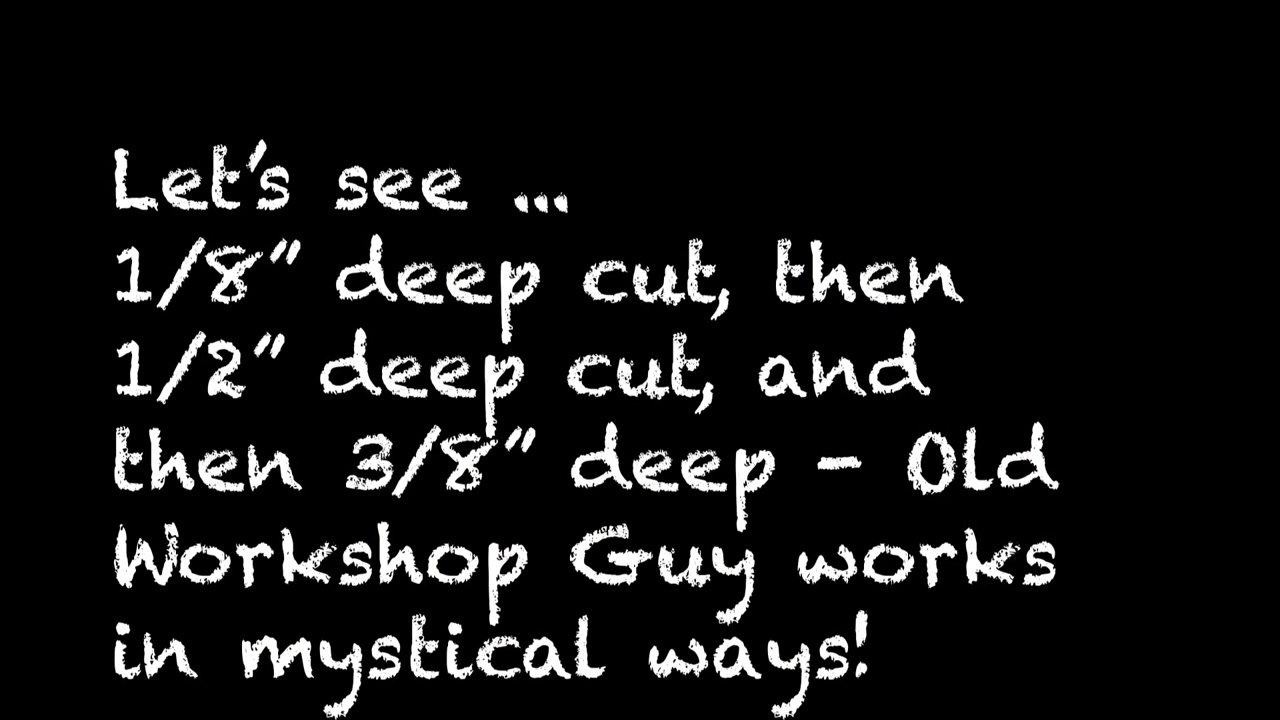 Let's see ...
1/8" deep cut, then
1/2" deep cut, and
then 3/8" deep - Old
Workshop Guy works
in mystical ways!